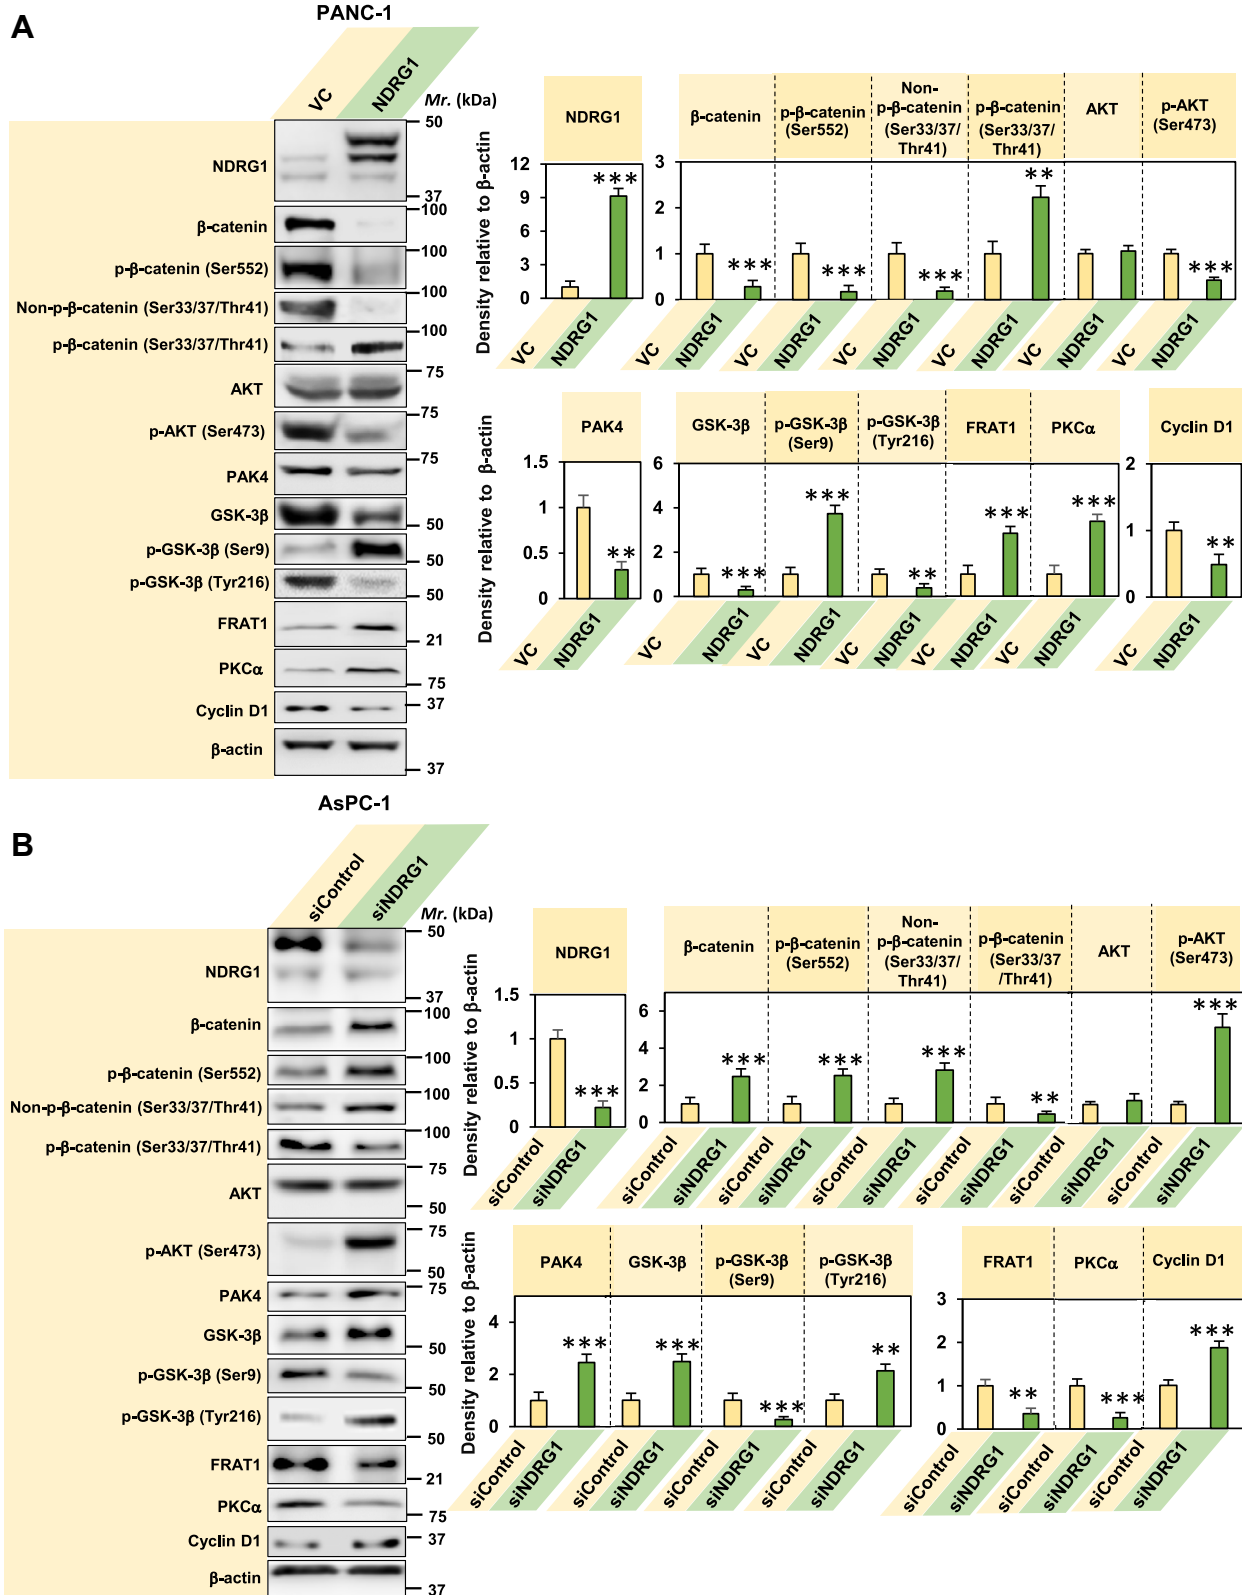 A
PANC-1
VC
NDRG1
Mr. (kDa)
NDRG1
50
37
β-catenin
100
p-β-catenin (Ser552)
100
Non-p-β-catenin (Ser33/37/Thr41)
100
p-β-catenin (Ser33/37/Thr41)
100
AKT
75
p-AKT (Ser473)
75
PAK4
75
GSK-3β
50
p-GSK-3β (Ser9)
50
p-GSK-3β (Tyr216)
50
FRAT1
21
PKCα
75
Cyclin D1
37
β-actin
37
Density relative to β-actin
NDRG1
12
9
6
3
0
***
VC
NDRG1
β-catenin
p-β-catenin
(Ser552)
Non-
p-β-catenin
(Ser33/37/
Thr41)
p-β-catenin
(Ser33/37/
Thr41)
AKT
p-AKT
(Ser473)
3
2
1
0
***
***
***
**
***
VC
NDRG1
VC
NDRG1
VC
NDRG1
VC
NDRG1
VC
NDRG1
VC
NDRG1
Density relative to β-actin
PAK4
1.5
1
0.5
0
**
VC
NDRG1
GSK-3β
p-GSK-3β
(Ser9)
p-GSK-3β
(Tyr216)
FRAT1
PKCα
6
4
2
0
***
***
**
***
***
VC
NDRG1
VC
NDRG1
VC
NDRG1
VC
NDRG1
VC
NDRG1
Cyclin D1
2
1
0
**
VC
NDRG1
B
AsPC-1
siControl
siNDRG1
Mr. (kDa)
NDRG1
50
37
β-catenin
100
p-β-catenin (Ser552)
100
Non-p-β-catenin (Ser33/37/Thr41)
100
p-β-catenin (Ser33/37/Thr41)
100
AKT
75
50
p-AKT (Ser473)
75
50
PAK4
75
GSK-3β
50
p-GSK-3β (Ser9)
50
p-GSK-3β (Tyr216)
50
FRAT1
21
PKCα
75
Cyclin D1
37
β-actin
37
Density relative to β-actin
NDRG1
1.5
1
0.5
0
***
siControl
siNDRG1
β-catenin
p-β-catenin
(Ser552)
Non-
p-β-catenin
(Ser33/37/
Thr41)
p-β-catenin
(Ser33/37
/Thr41)
AKT
p-AKT
(Ser473)
6
4
2
0
***
***
***
**
***
siControl
siNDRG1
siControl
siNDRG1
siControl
siNDRG1
siControl
siNDRG1
siControl
siNDRG1
siControl
siNDRG1
Density relative to β-actin
PAK4
GSK-3β
p-GSK-3β
(Ser9)
p-GSK-3β
(Tyr216)
4
2
0
***
***
***
**
siControl
siNDRG1
siControl
siNDRG1
siControl
siNDRG1
siControl
siNDRG1
FRAT1
PKCα
Cyclin D1
3
2
1
0
**
***
***
siControl
siNDRG1
siControl
siNDRG1
siControl
siNDRG1